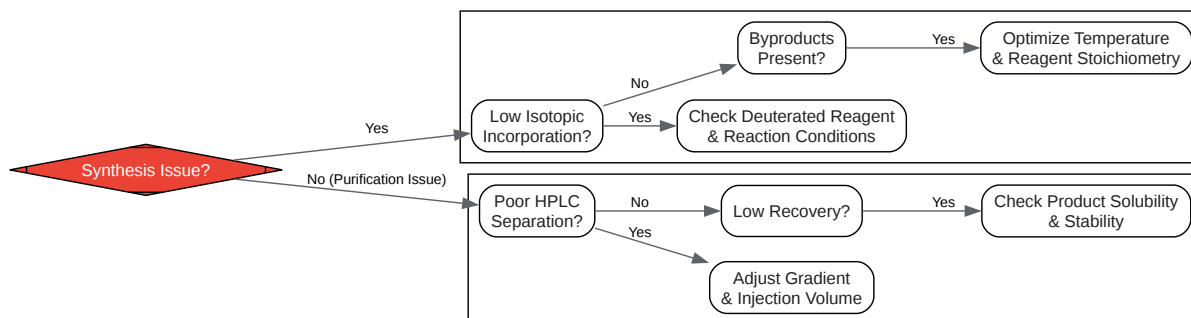 Synthesis Issue?
Yes
No (Purification Issue)
Low Isotopic
Incorporation?
No
Yes
Byproducts
Present?
Yes
Optimize Temperature
& Reagent Stoichiometry
Check Deuterated Reagent
& Reaction Conditions
Poor HPLC
Separation?
No
Yes
Low Recovery?
Yes
Check Product Solubility
& Stability
Adjust Gradient
& Injection Volume